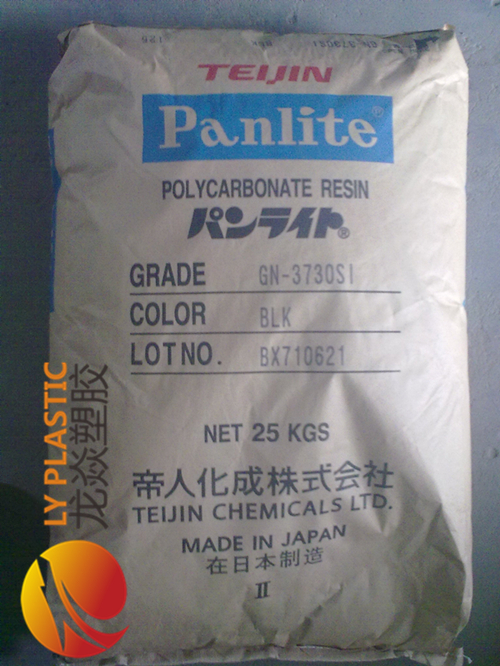 TEIJIN
Panlite®
POLYCARBONATE RESIN
パンライト®
GRADE GN-3730SI
COLOR BLK
LOT NO. BX710621
NET 25 KGS
帝人化成株式会社
TEIJIN CHEMICALS LTD.
MADE IN JAPAN
在日本制造
II
LY PLASTIC
龙焱塑胶